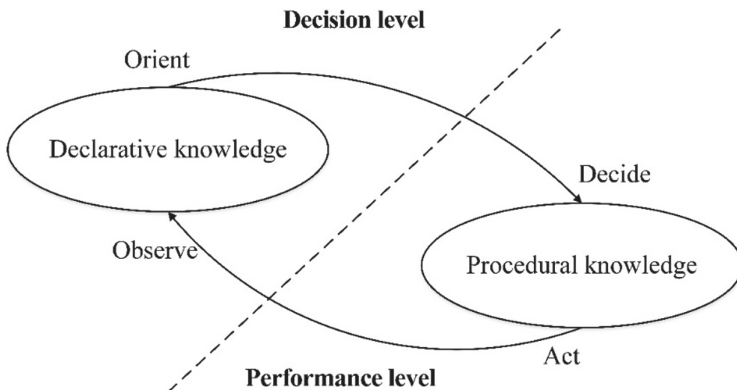 Decision level
Orient
Declarative knowledge
Decide
Observe
Procedural knowledge
Act
Performance level